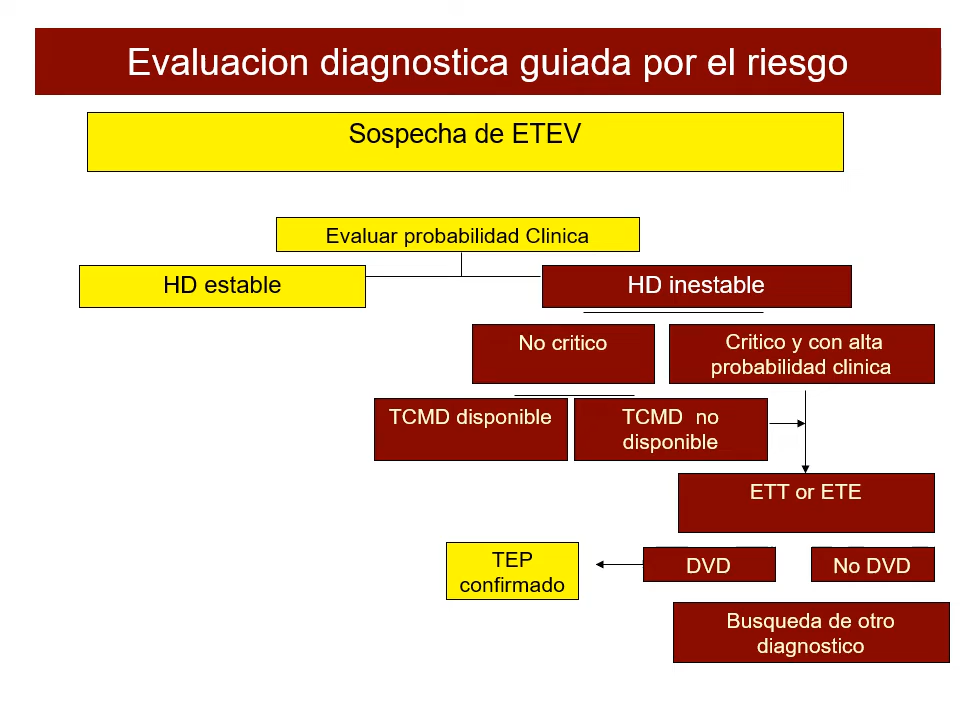 Evaluacion diagnostica guiada por el riesgo
Sospecha de ETEV
Evaluar probabilidad Clinica
HD estable
HD inestable
No critico
Critico y con alta
probabilidad clinica
TCMD disponible
TCMD no
disponible
ETT or ETE
TEP
confirmado
DVD
No DVD
Busqueda de otro
diagnostico